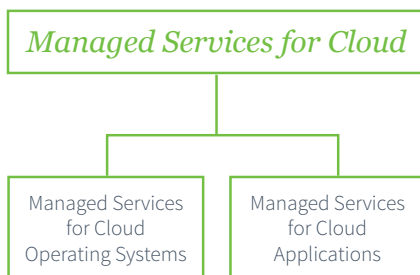 Managed Services for Cloud
Managed Services
for Cloud
Operating Systems
Managed Services
for Cloud
Applications